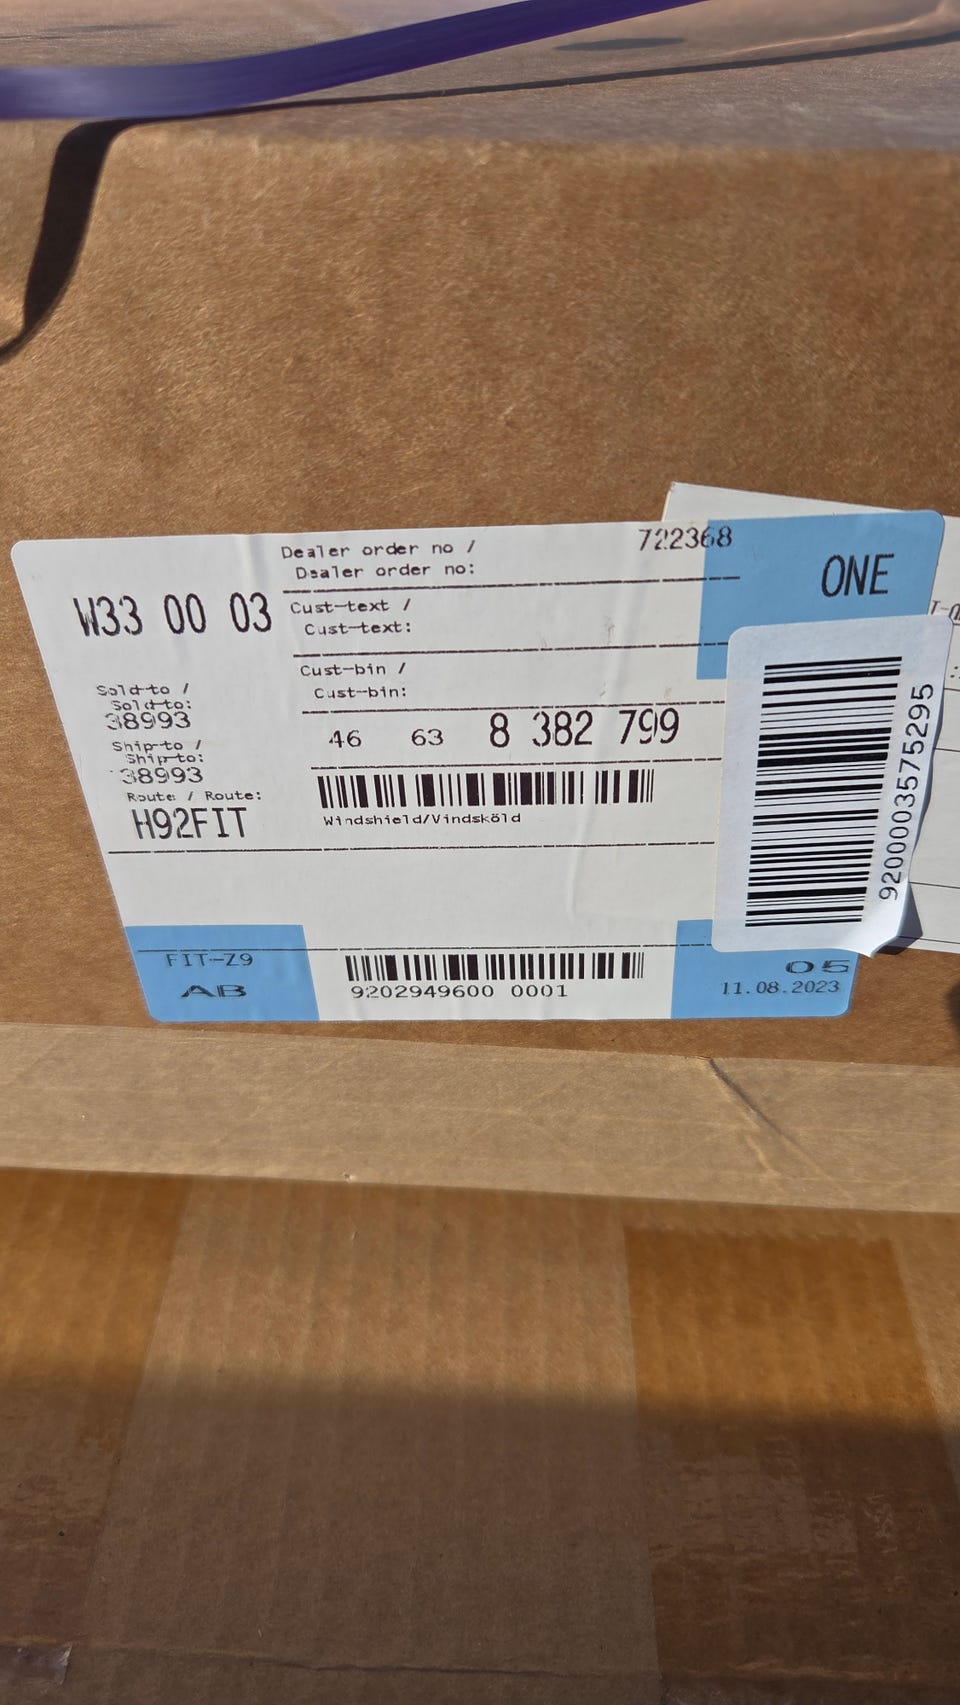 Dealer order no / 722368
Dealer order no:
ONE
W33 00 03
Cust-text /
Cust-text:
Cust-bin /
Cust-bin:
Sold-to /
Sold-to:
38993
46 63 8 382 799
Ship-to /
Ship-to:
38993
Route / Route:
H92FIT
Windshield/Vindsköld
9200003575295
FIT-Z9
AB
9202949600 0001
05
11.08.2023